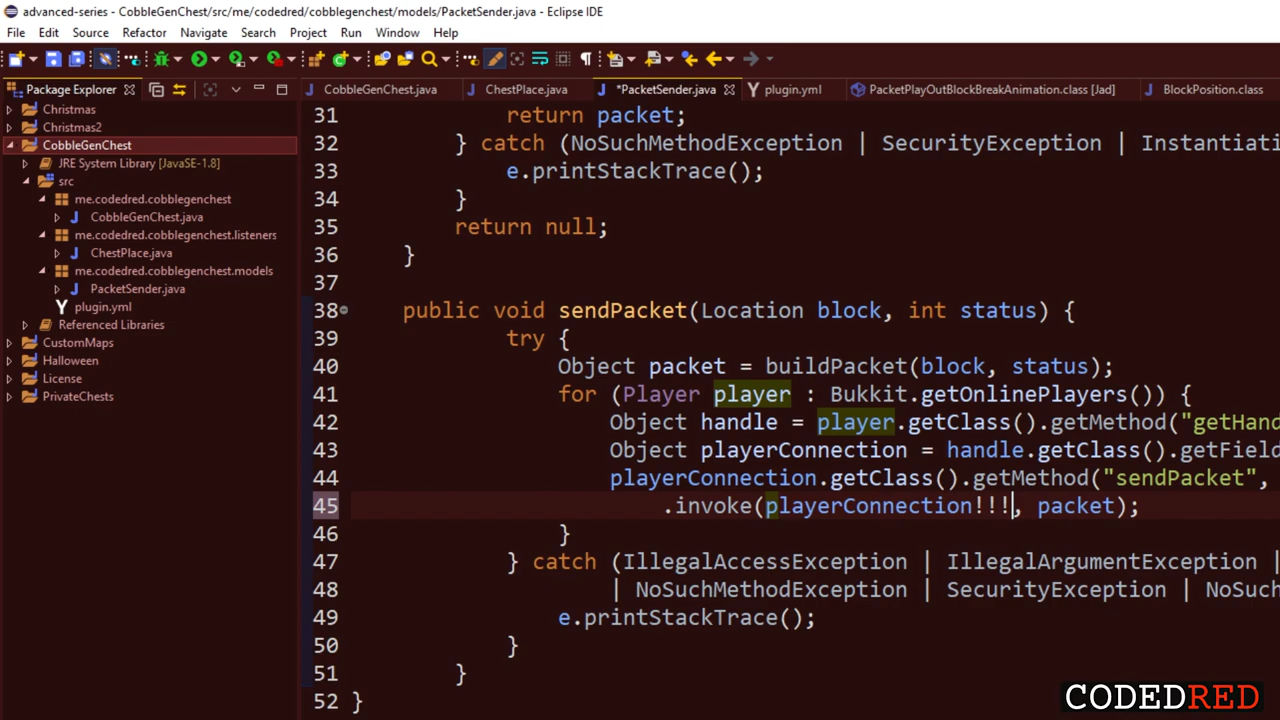 advanced-series - CobbleGenChest/src/me/codedred/cobblegenchest/models/PacketSender.java - Eclipse IDE
File Edit Source Refactor Navigate Search Project Run Window Help
Package Explorer
CobbleGenChest.java ChestPlace.java *PacketSender.java plugin.yml PacketPlayOutBlockBreakAnimation.class [Jad] BlockPosition.class
Christmas
Christmas2
CobbleGenChest
JRE System Library [JavaSE-1.8]
src
me.codedred.cobblegenchest
CobbleGenChest.java
me.codedred.cobblegenchest.listeners
ChestPlace.java
me.codedred.cobblegenchest.models
PacketSender.java
plugin.yml
Referenced Libraries
CustomMaps
Halloween
License
PrivateChests
31 return packet;
32 } catch (NoSuchMethodException | SecurityException | Instantiati
33 e.printStackTrace();
34 }
35 return null;
36 }
37
38 public void sendPacket(Location block, int status) {
39 try {
40 Object packet = buildPacket(block, status);
41 for (Player player : Bukkit.getOnlinePlayers()) {
42 Object handle = player.getClass().getMethod("getHand
43 Object playerConnection = handle.getClass().getField
44 playerConnection.getClass().getMethod("sendPacket",
45 .invoke(playerConnection!!!, packet);
46 }
47 } catch (IllegalAccessException | IllegalArgumentException |
48 | NoSuchMethodException | SecurityException | NoSuch
49 e.printStackTrace();
50 }
51 }
52 }
CODEDRED